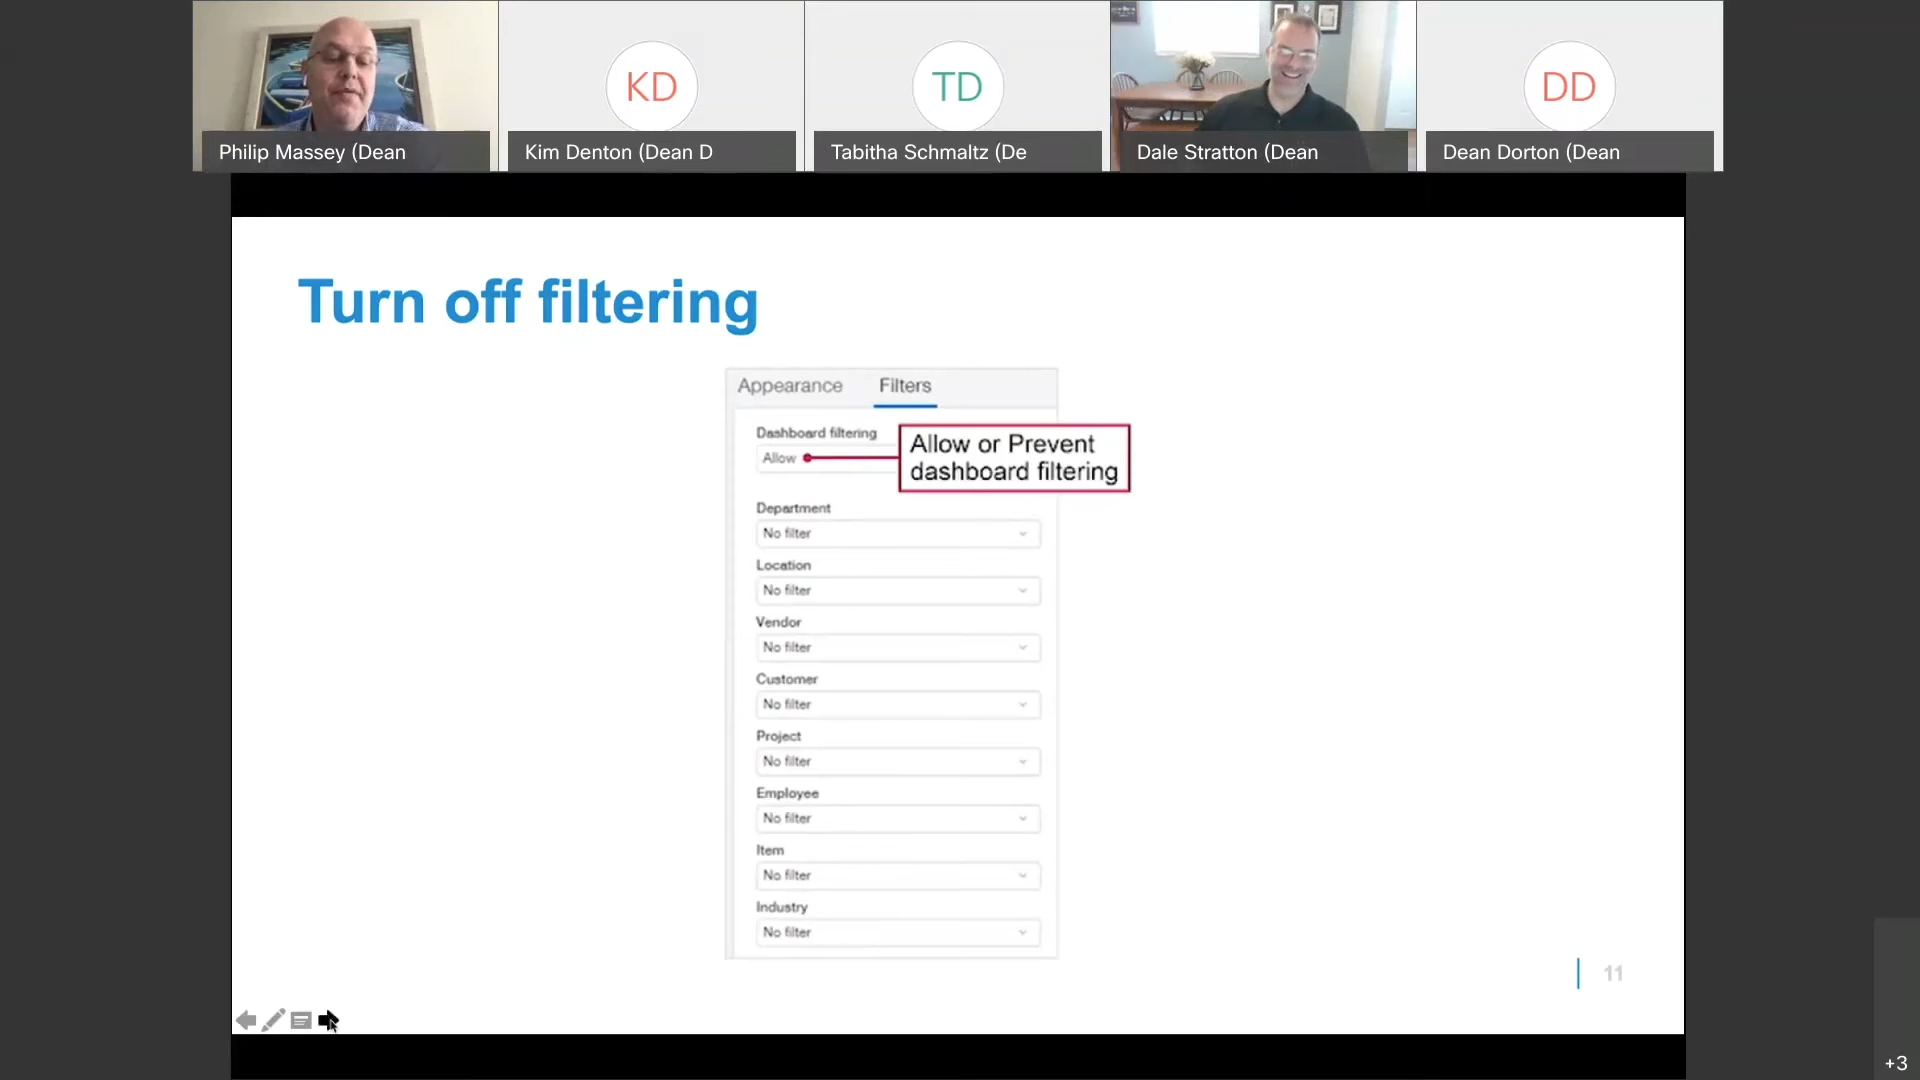 Philip Massey (Dean
KD
Kim Denton (Dean D
TD
Tabitha Schmaltz (De
Dale Stratton (Dean
DD
Dean Dorton (Dean
Turn off filtering
Appearance Filters
Dashboard filtering
Allow
Allow or Prevent
dashboard filtering
Department
No filter
Location
No filter
Vendor
No filter
Customer
No filter
Project
No filter
Employee
No filter
Item
No filter
Industry
No filter
11
+3